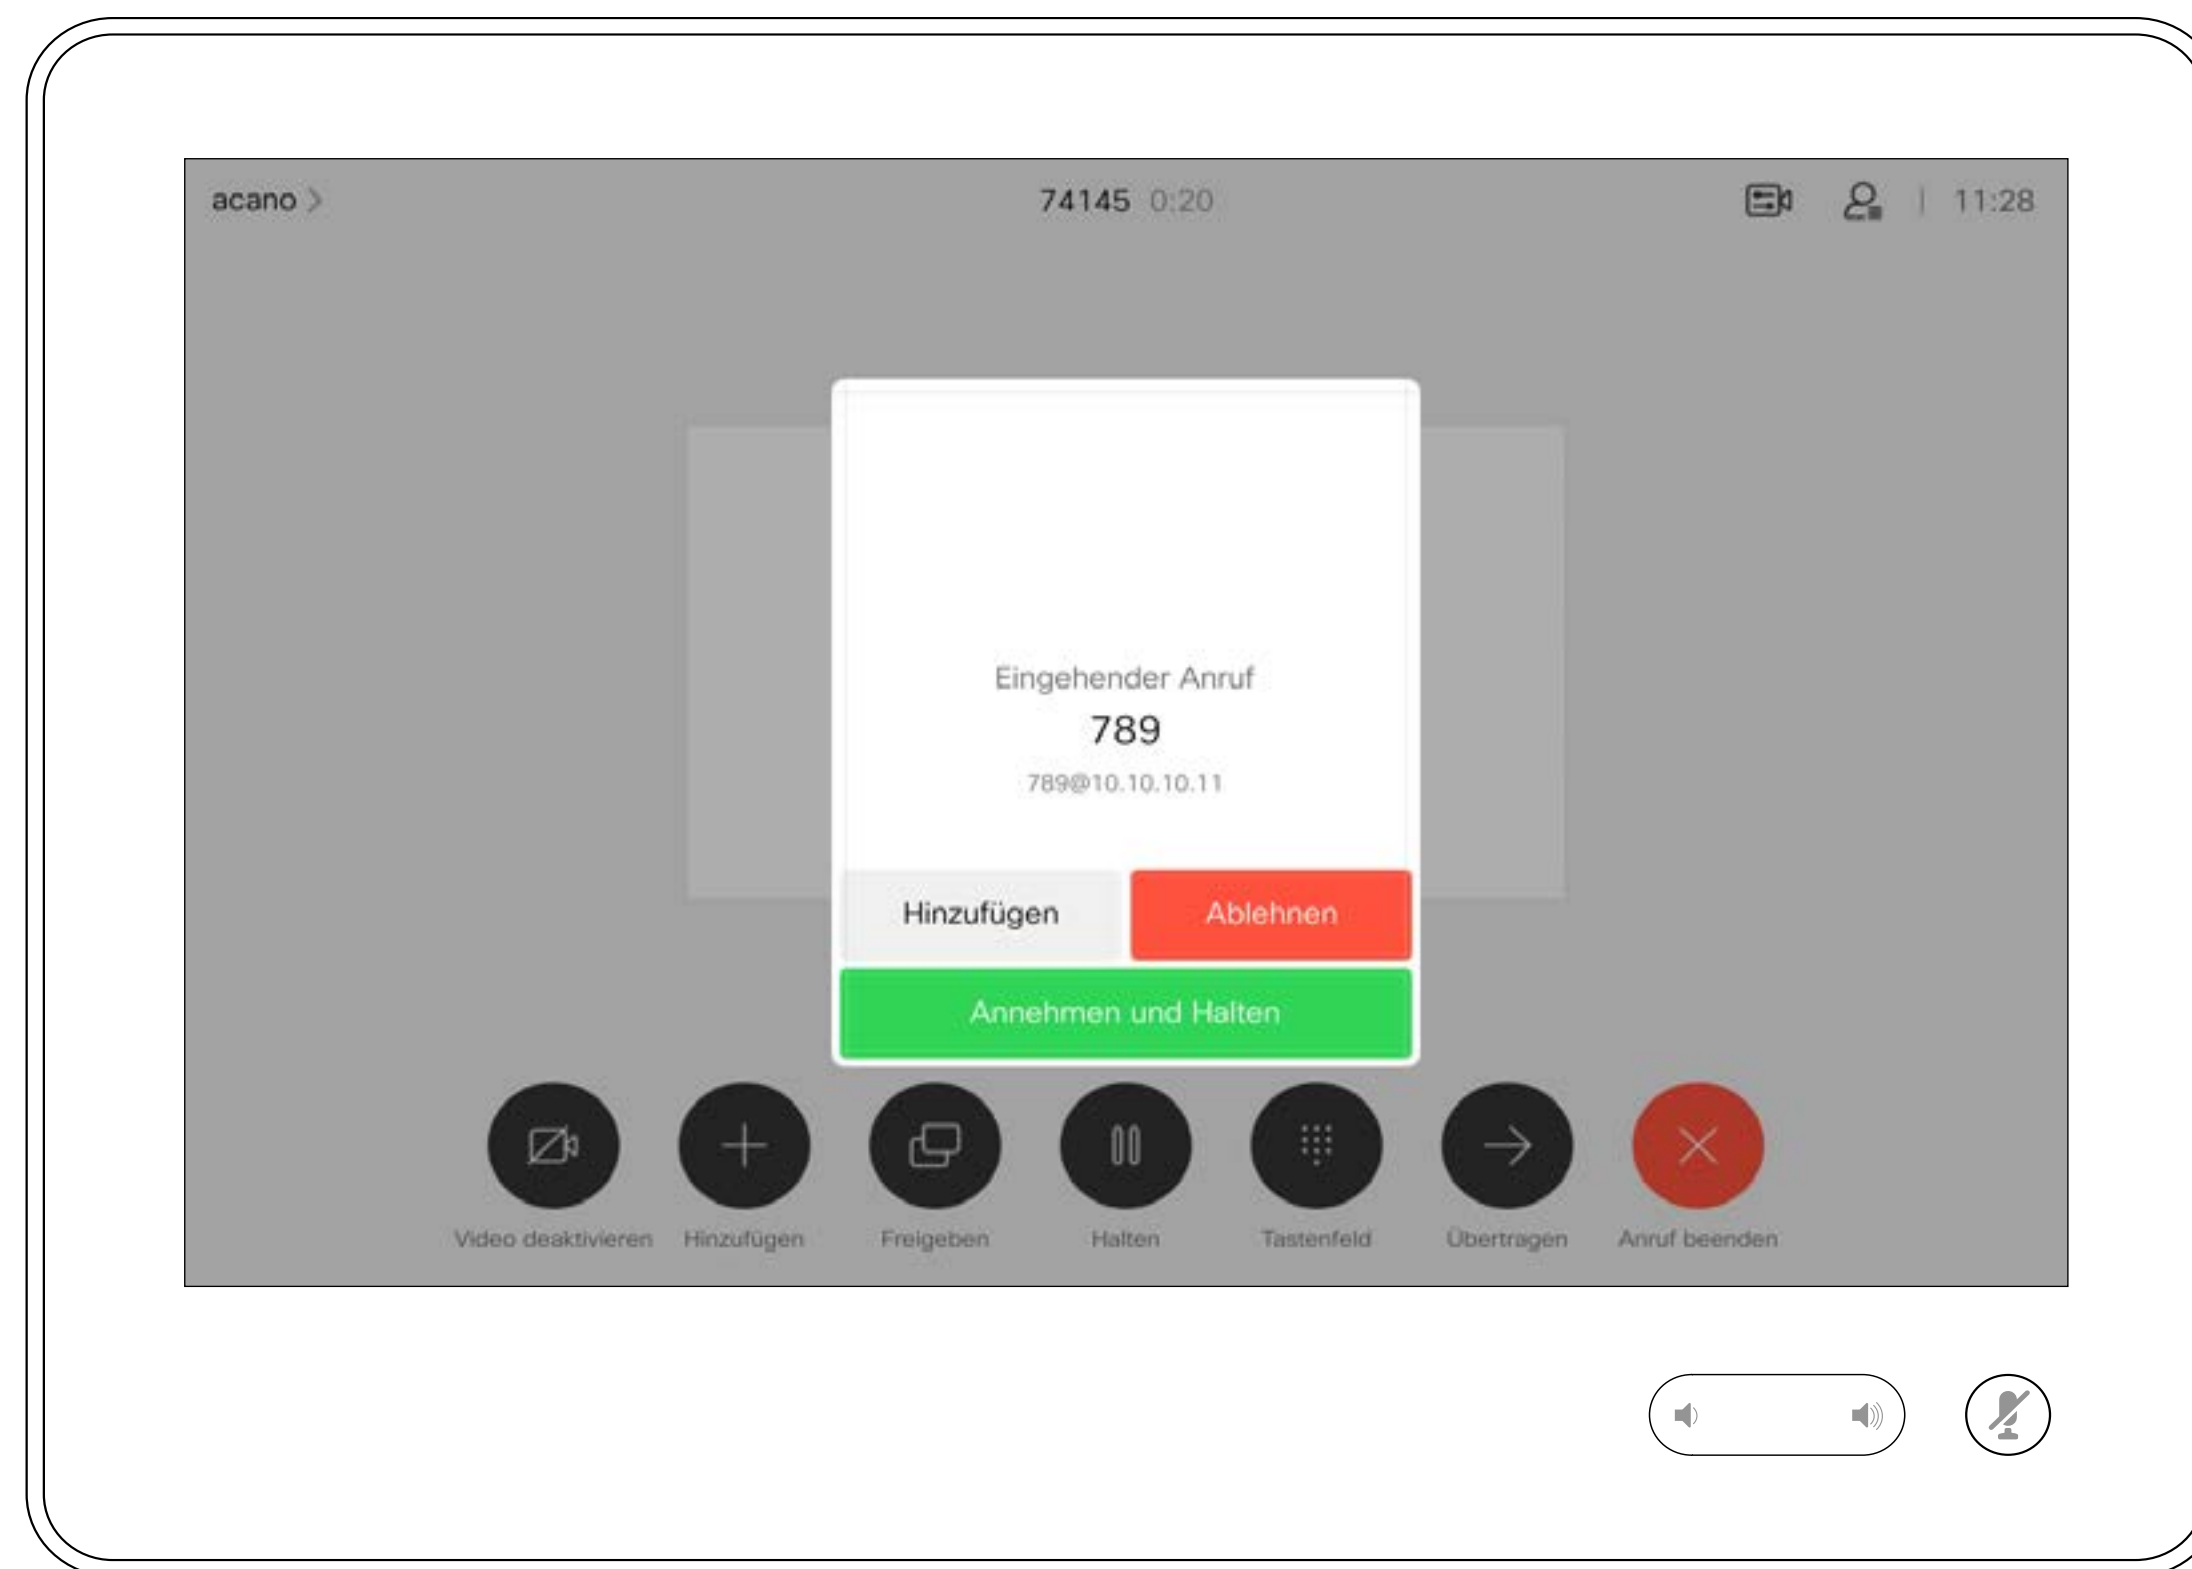 acano
74145 0:20
11:28
Eingehender Anruf
789
789@10.10.10.11
Hinzufügen
Ablehnen
Annehmen und Halten
Video deaktivieren
Hinzufügen
Freigeben
Halten
Tastenfeld
Übertragen
Anruf beenden